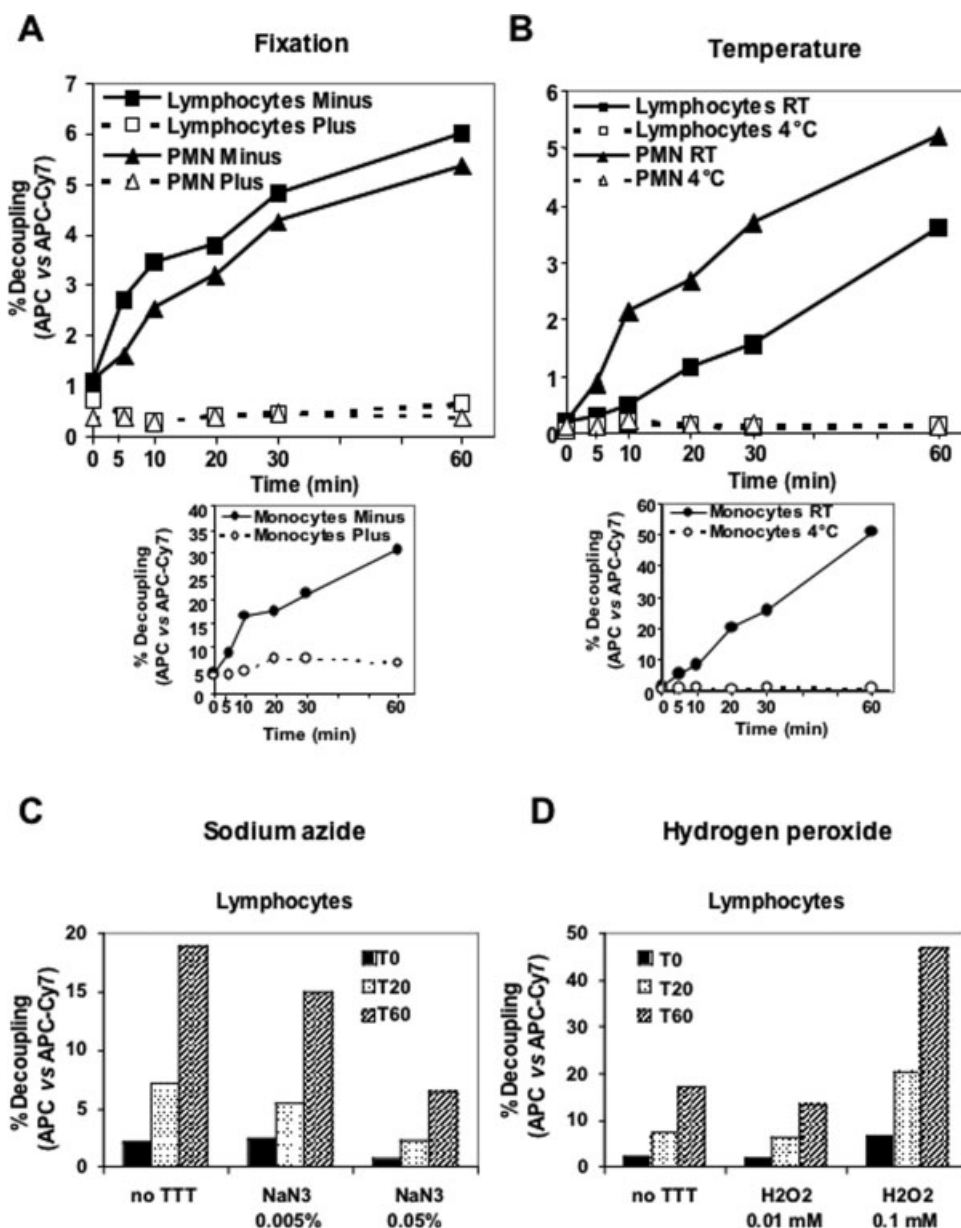 A
Fixation
% Decoupling
(APC vs APC-Cy7)
7
6
5
4
3
2
1
0
Lymphocytes Minus
Lymphocytes Plus
PMN Minus
PMN Plus
0 5 10 20 30 60
Time (min)
% Decoupling
(APC vs APC-Cy7)
40
35
30
25
20
15
10
5
0
Monocytes Minus
Monocytes Plus
0 5 10 20 30 60
Time (min)
B
Temperature
% Decoupling
(APC vs APC-Cy7)
6
5
4
3
2
1
0
Lymphocytes RT
Lymphocytes 4°C
PMN RT
PMN 4°C
0 5 10 20 30 60
Time (min)
% Decoupling
(APC vs APC-Cy7)
60
50
40
30
20
10
0
Monocytes RT
Monocytes 4°C
0 5 10 20 30 60
Time (min)
C
Sodium azide
Lymphocytes
% Decoupling
(APC vs APC-Cy7)
20
15
10
5
0
T0
T20
T60
no TTT NaN3 NaN3
0.005% 0.05%
D
Hydrogen peroxide
Lymphocytes
% Decoupling
(APC vs APC-Cy7)
50
40
30
20
10
0
T0
T20
T60
no TTT H2O2 H2O2
0.01 mM 0.1 mM